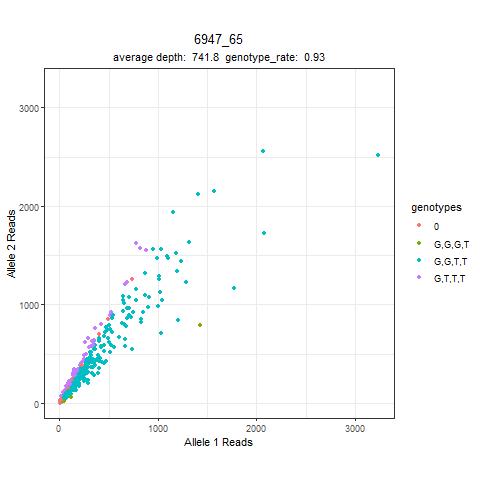 6947_65
average depth:  741.8  genotype_rate:  0.93
Allele 2 Reads
3000
2000
1000
0
0
1000
2000
3000
Allele 1 Reads
genotypes
0
G,G,G,T
G,G,T,T
G,T,T,T